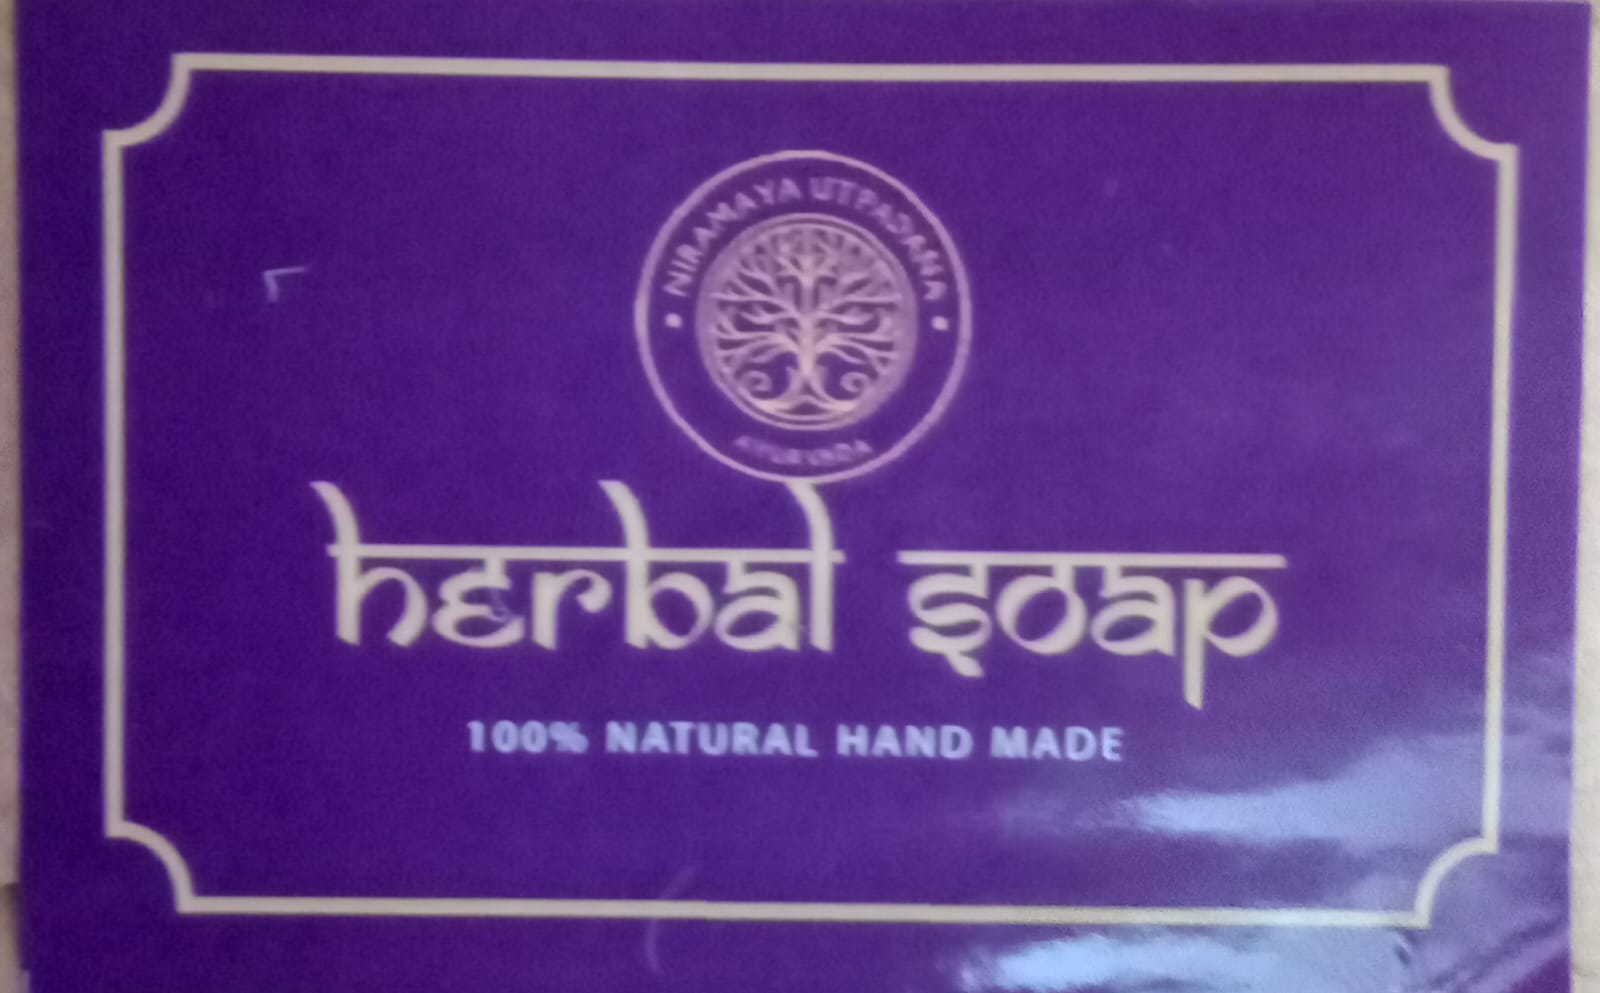 NIRAMAYA UTPADANA
AYURVEDA
herbal soap
100% NATURAL HAND MADE